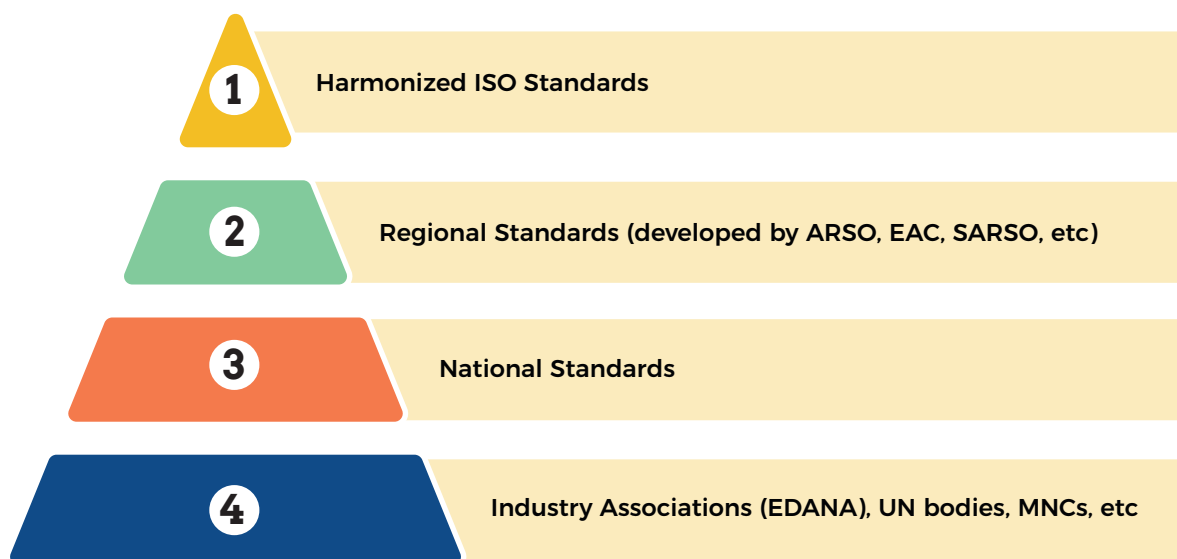 1
Harmonized ISO Standards
2
Regional Standards (developed by ARSO, EAC, SARSO, etc)
3
National Standards
4
Industry Associations (EDANA), UN bodies, MNCs, etc